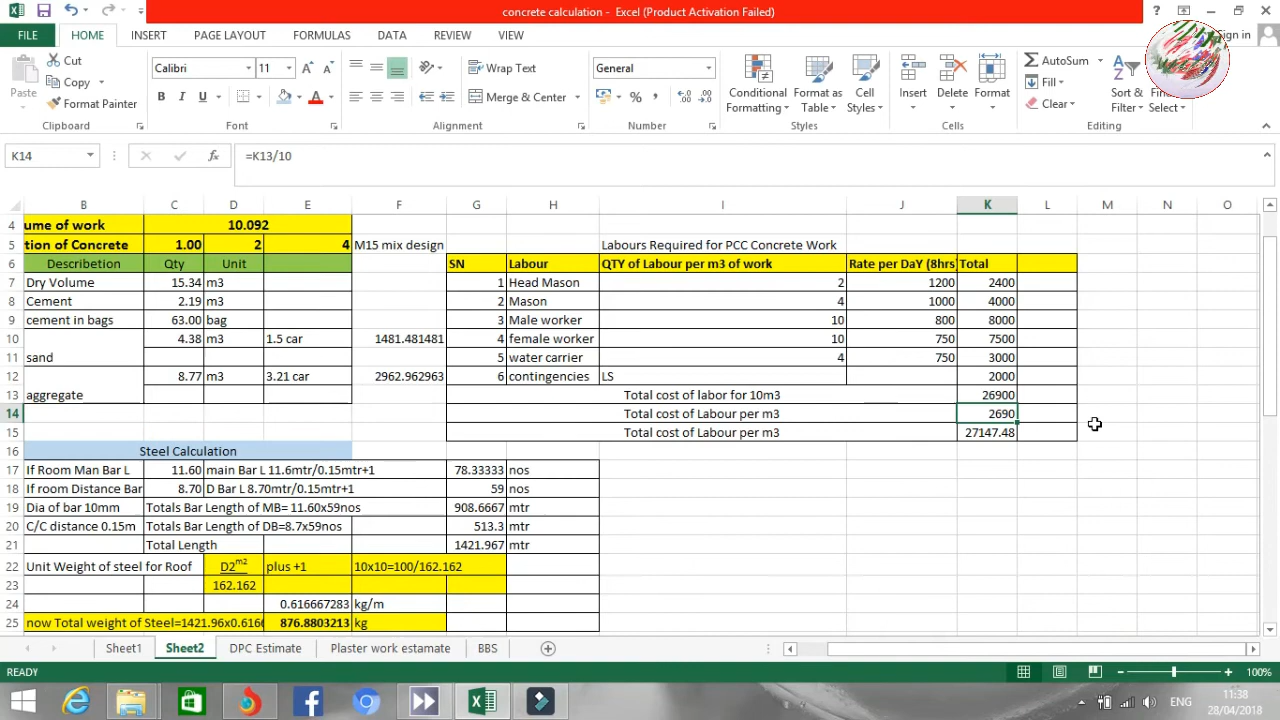 concrete calculation - Excel (Product Activation Failed)
FILE HOME INSERT PAGE LAYOUT FORMULAS DATA REVIEW VIEW Sign in
Paste Cut Copy Format Painter Clipboard
Calibri 11 B I U Font
Wrap Text Merge & Center Alignment
General % Number
Conditional Formatting Format as Table Cell Styles Styles
Insert Delete Format Cells
AutoSum Fill Clear Sort & Filter Select Editing
K14 fx =K13/10
B C D E F G H I J K L M N O
4 ume of work 10.092
5 tion of Concrete 1.00 2 4 M15 mix design Labours Required for PCC Concrete Work
6 Describetion Qty Unit SN Labour QTY of Labour per m3 of work Rate per DaY (8hrs) Total
7 Dry Volume 15.34 m3 1 Head Mason 2 1200 2400
8 Cement 2.19 m3 2 Mason 4 1000 4000
9 cement in bags 63.00 bag 3 Male worker 10 800 8000
10 4.38 m3 1.5 car 1481.481481 4 female worker 10 750 7500
11 sand 5 water carrier 4 750 3000
12 8.77 m3 3.21 car 2962.962963 6 contingencies LS 2000
13 aggregate Total cost of labor for 10m3 26900
14 Total cost of Labour per m3 2690
15 Total cost of Labour per m3 27147.48
16 Steel Calculation
17 If Room Man Bar L 11.60 main Bar L 11.6mtr/0.15mtr+1 78.33333 nos
18 If room Distance Bar 8.70 D Bar L 8.70mtr/0.15mtr+1 59 nos
19 Dia of bar 10mm Totals Bar Length of MB= 11.60x59nos 908.6667 mtr
20 C/C distance 0.15m Totals Bar Length of DB=8.7x59nos 513.3 mtr
21 Total Length 1421.967 mtr
22 Unit Weight of steel for Roof D2m2 plus +1 10x10=100/162.162
23 162.162
24 0.616667283 kg/m
25 now Total weight of Steel=1421.96x0.616 876.8803213 kg
Sheet1 Sheet2 DPC Estimate Plaster work estamate BBS
READY 100%
ENG 11:38
28/04/2018